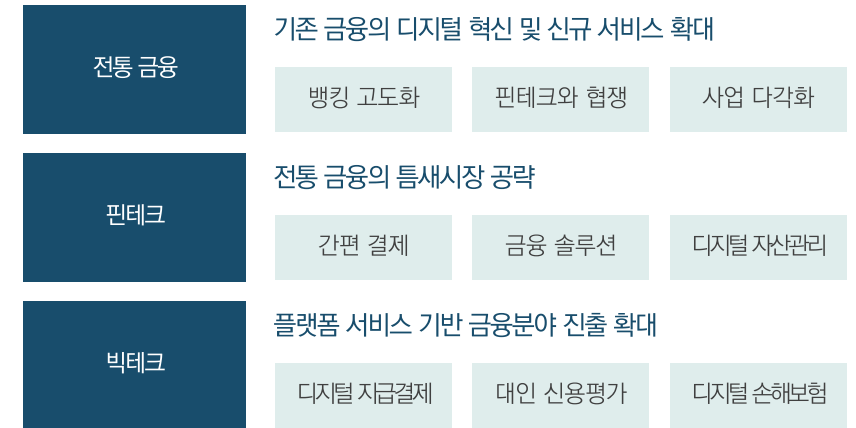 전통 금융
기존 금융의 디지털 혁신 및 신규 서비스 확대
뱅킹 고도화
핀테크와 협쟁
사업 다각화
핀테크
전통 금융의 틈새시장 공략
간편 결제
금융 솔루션
디지털 자산관리
빅테크
플랫폼 서비스 기반 금융분야 진출 확대
디지털 지급결제
대인 신용평가
디지털 손해보험